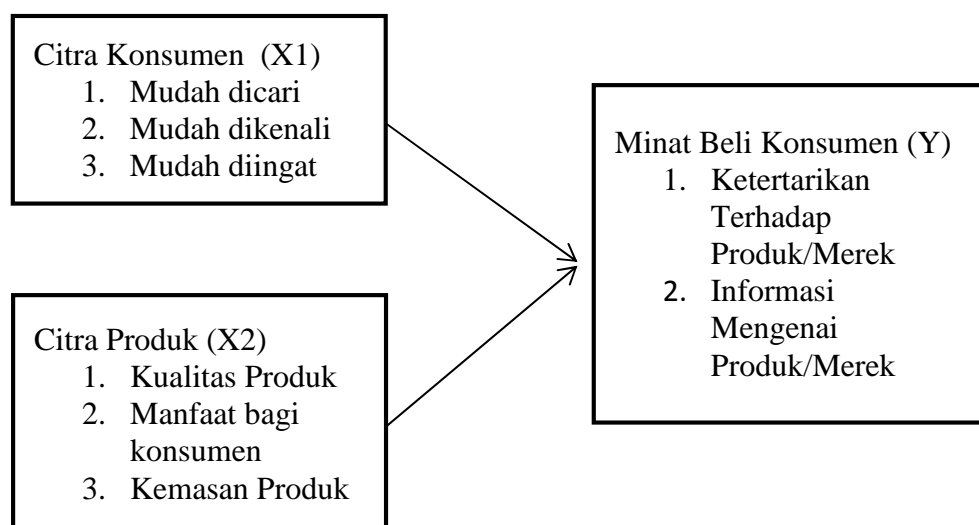 Citra Konsumen (X1)
1. Mudah dicari
2. Mudah dikenali
3. Mudah diingat
Citra Produk (X2)
1. Kualitas Produk
2. Manfaat bagi
konsumen
3. Kemasan Produk
Minat Beli Konsumen (Y)
1. Ketertarikan
Terhadap
Produk/Merek
2. Informasi
Mengenai
Produk/Merek